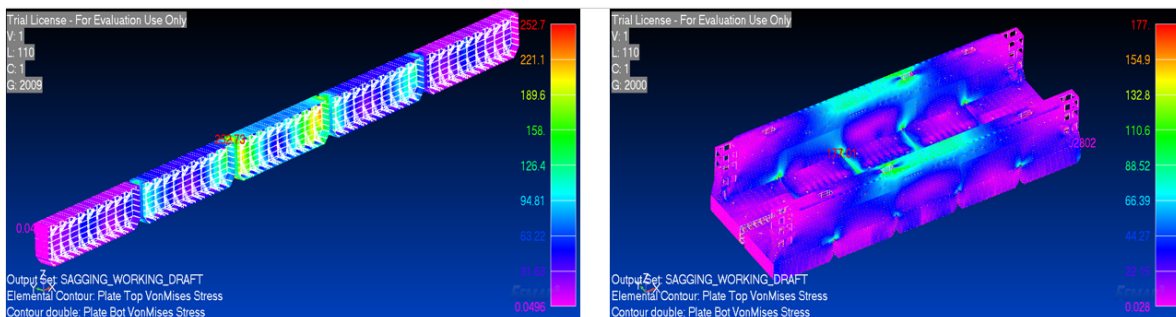 Trial License - For Evaluation Use Only
V: 1
L: 110
C: 1
G: 2009
252.7
221.1
189.6
158.
126.4
94.81
63.22
0.0496
Output Set: SAGGING_WORKING_DRAFT
Elemental Contour: Plate Top VonMises Stress
Contour double: Plate Bot VonMises Stress
Trial License - For Evaluation Use Only
V: 1
L: 110
C: 1
G: 2000
177.
154.9
132.8
110.6
88.52
66.39
44.27
0.028
Output Set: SAGGING_WORKING_DRAFT
Elemental Contour: Plate Top VonMises Stress
Contour double: Plate Bot VonMises Stress